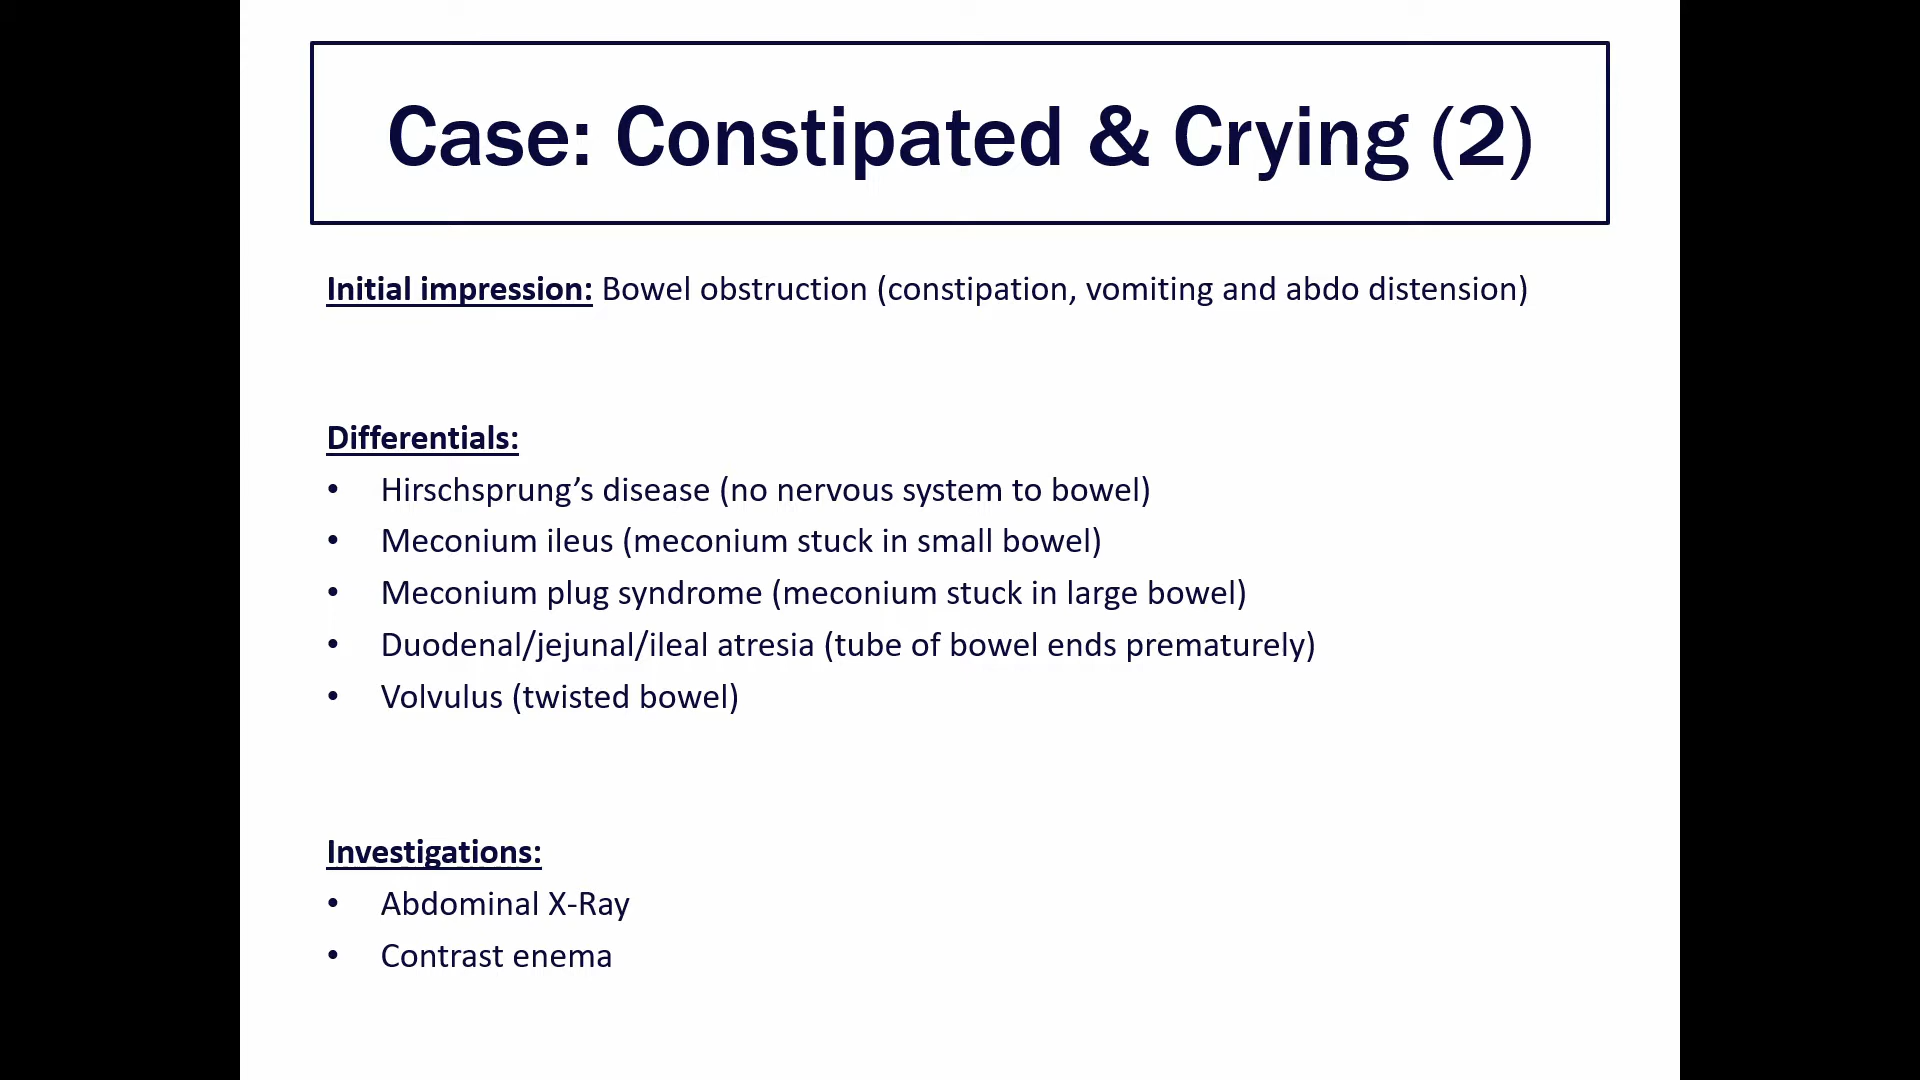 Case: Constipated & Crying (2)
Initial impression: Bowel obstruction (constipation, vomiting and abdo distension)
Differentials:
• Hirschsprung’s disease (no nervous system to bowel)
• Meconium ileus (meconium stuck in small bowel)
• Meconium plug syndrome (meconium stuck in large bowel)
• Duodenal/jejunal/ileal atresia (tube of bowel ends prematurely)
• Volvulus (twisted bowel)
Investigations:
• Abdominal X-Ray
• Contrast enema